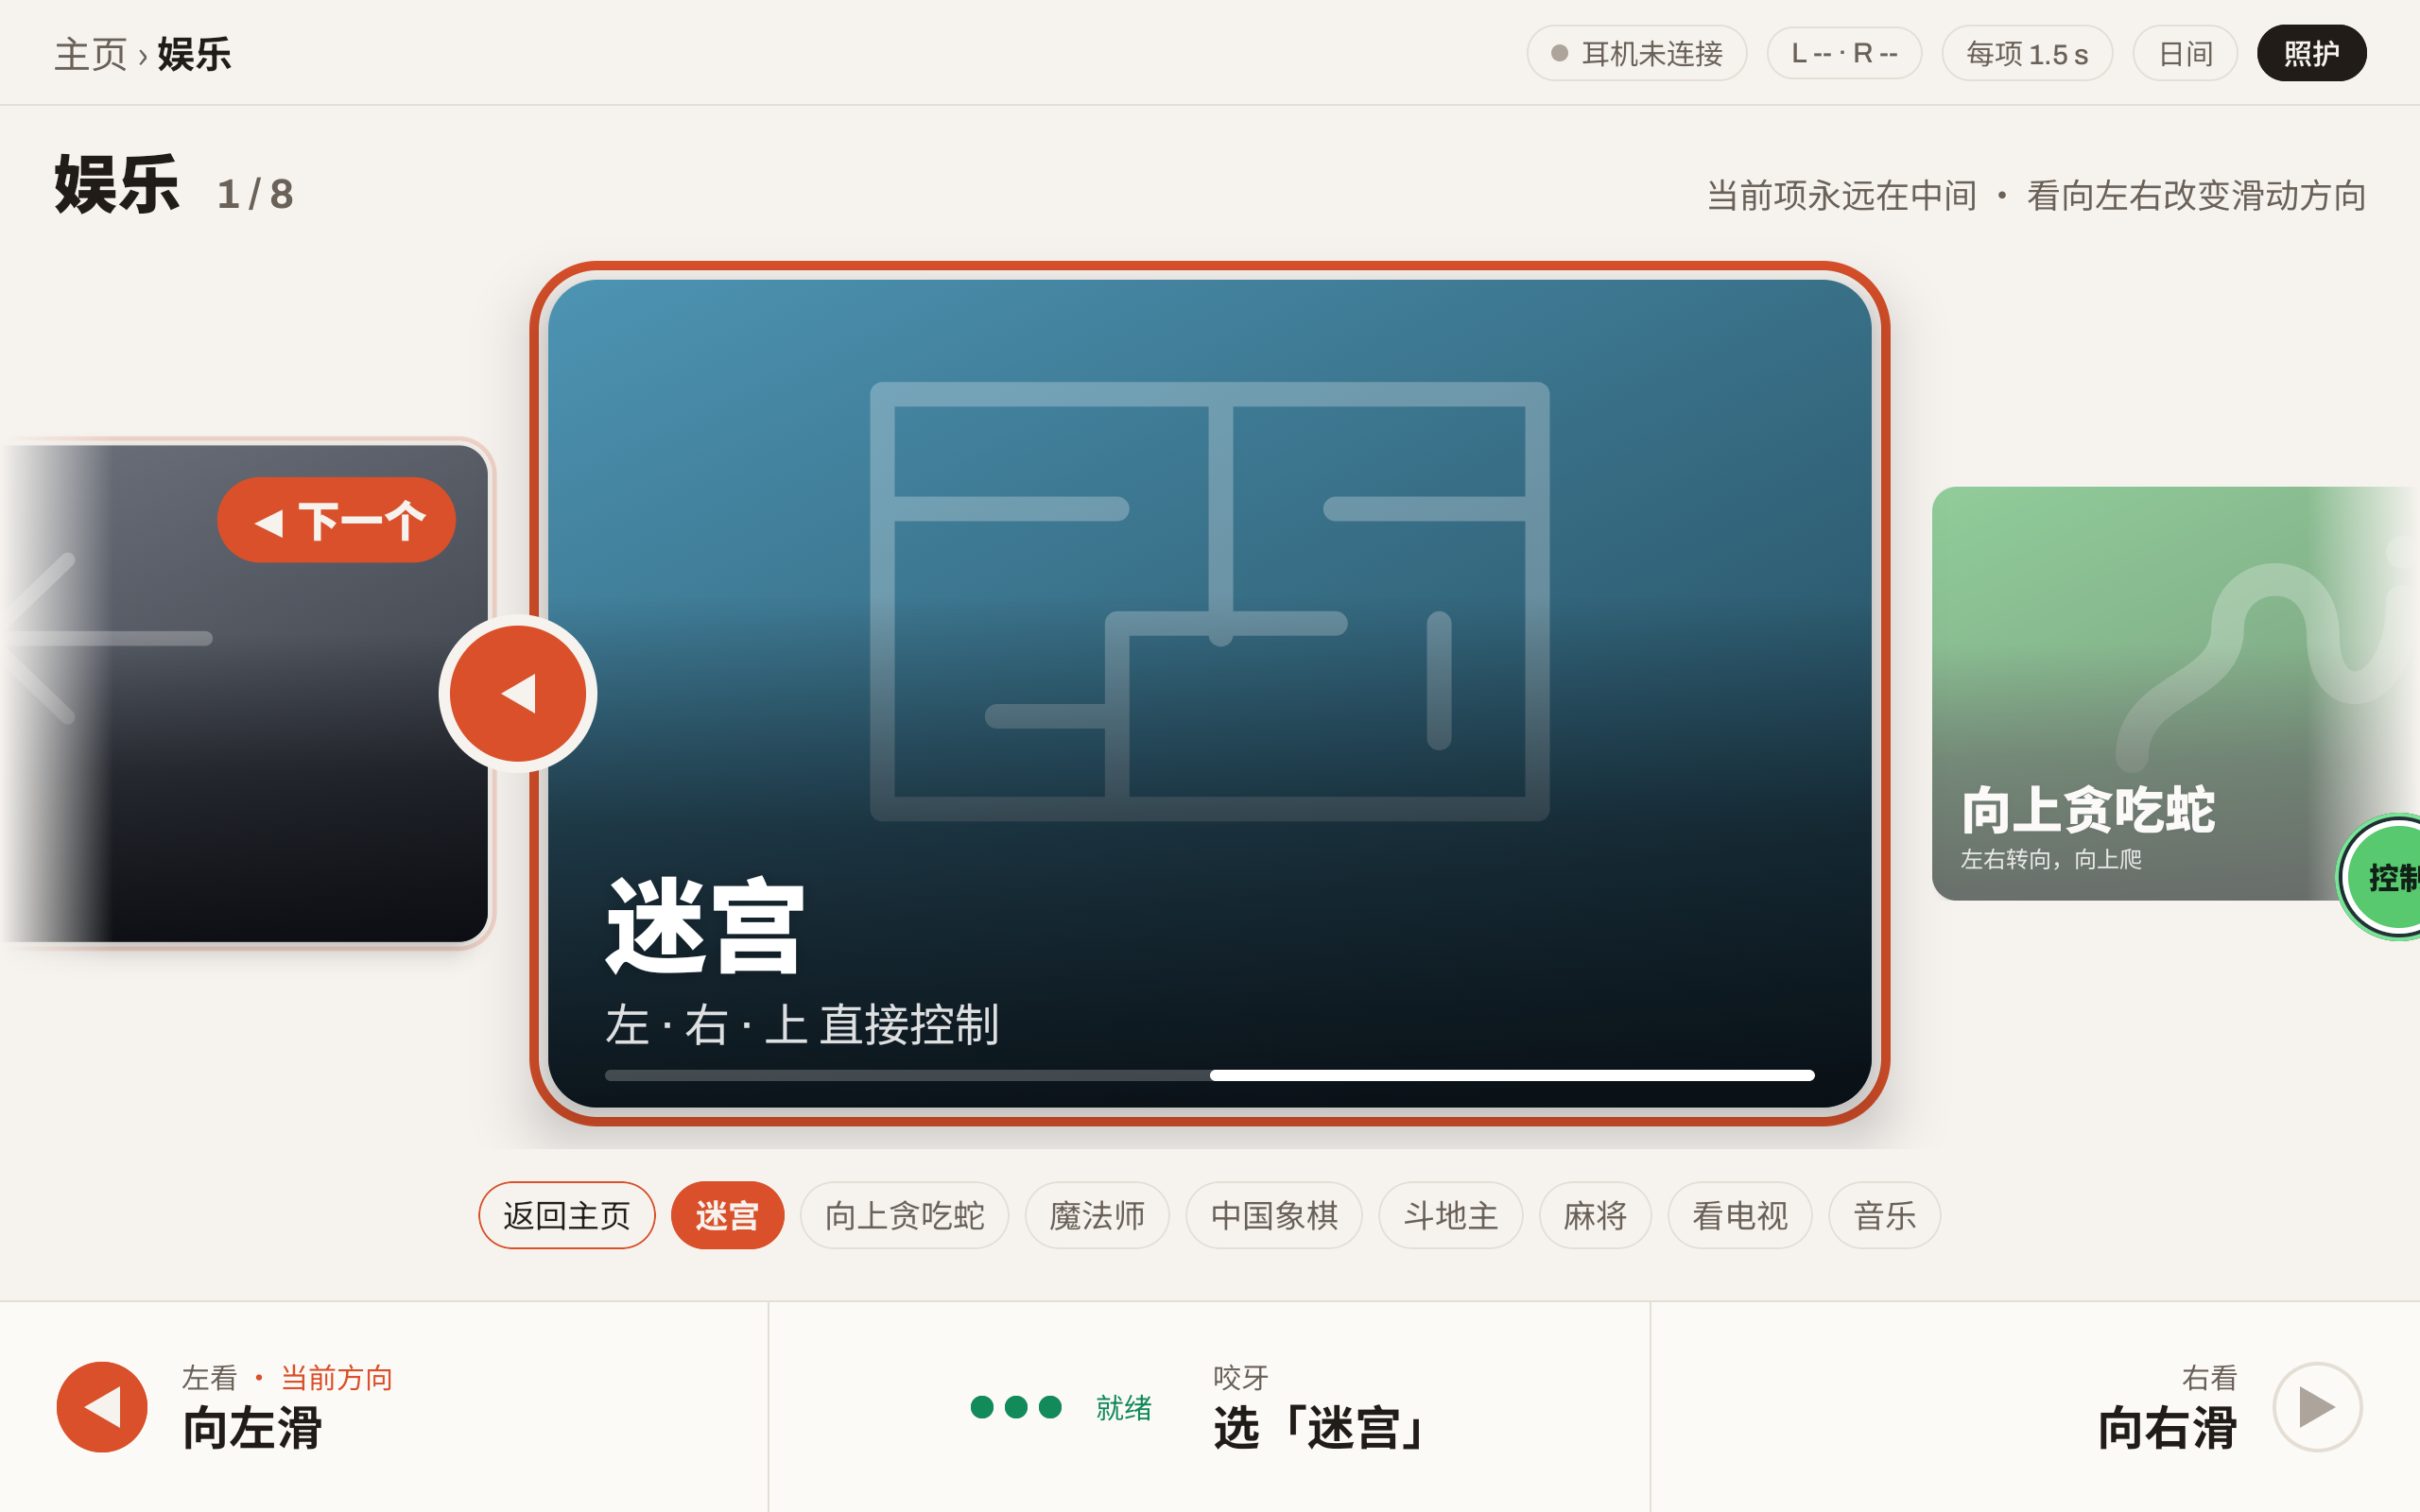 主页 › 娱乐
耳机未连接
L -- · R --
每项 1.5 s
日间
照护
娱乐 1 / 8
当前项永远在中间 · 看向左右改变滑动方向
◀ 下一个
迷宫
左 · 右 · 上 直接控制
向上贪吃蛇
左右转向，向上爬
返回主页
迷宫
向上贪吃蛇
魔法师
中国象棋
斗地主
麻将
看电视
音乐
左看 · 当前方向
向左滑
就绪
咬牙
选「迷宫」
右看
向右滑